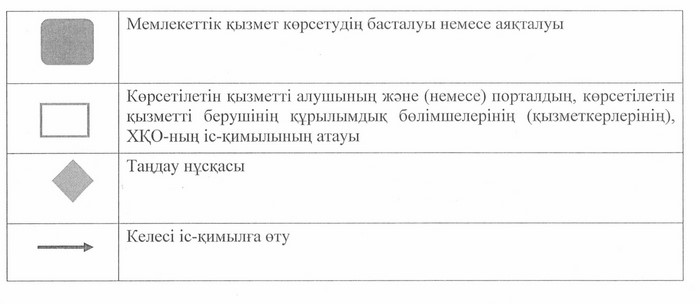 Мемлекеттік қызмет көрсетудің басталуы немесе аяқталуы
Көрсетілетін қызметті алушының және (немесе) порталдың, көрсетілетін
қызметті берушінің құрылымдық бөлімшелерінің (қызметкерлерінің),
ХҚО-ның іс-қимылының атауы
Таңдау нұсқасы
Келесі іс-қимылға өту